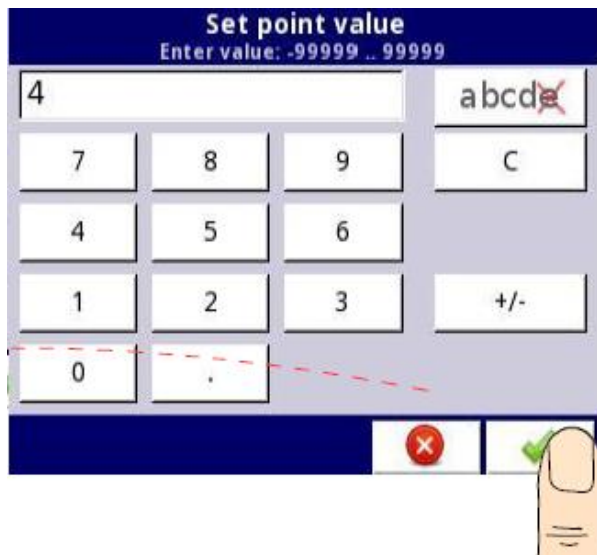 Set point value
Enter value: -99999 .. 99999
4
abcde
7 8 9 C
4 5 6
1 2 3 +/-
0 .